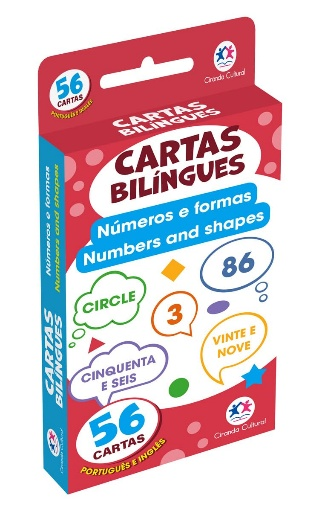 56
CARTAS
PORTUGUÊS E INGLÊS
Ciranda Cultural
CARTAS
BILÍNGUES
CARTAS
BILÍNGUES
Números e formas
Numbers and shapes
Números e formas
Numbers and shapes
CARTAS
BILÍNGUES
Ciranda Cultural
CIRCLE
86
3
VINTE E
NOVE
CINQUENTA
E SEIS
56
CARTAS
PORTUGUÊS E INGLÊS
Ciranda Cultural